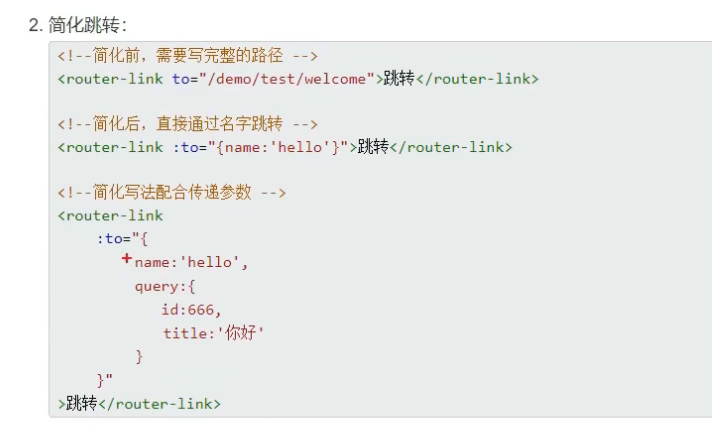 2. 简化跳转:
<!--简化前，需要写完整的路径 -->
<router-link to="/demo/test/welcome">跳转</router-link>
<!--简化后，直接通过名字跳转 -->
<router-link :to="{name:'hello'}">跳转</router-link>
<!--简化写法配合传递参数 -->
<router-link
:to="{
name:'hello',
query:{
id:666,
title:'你好'
}
}"
>跳转</router-link>